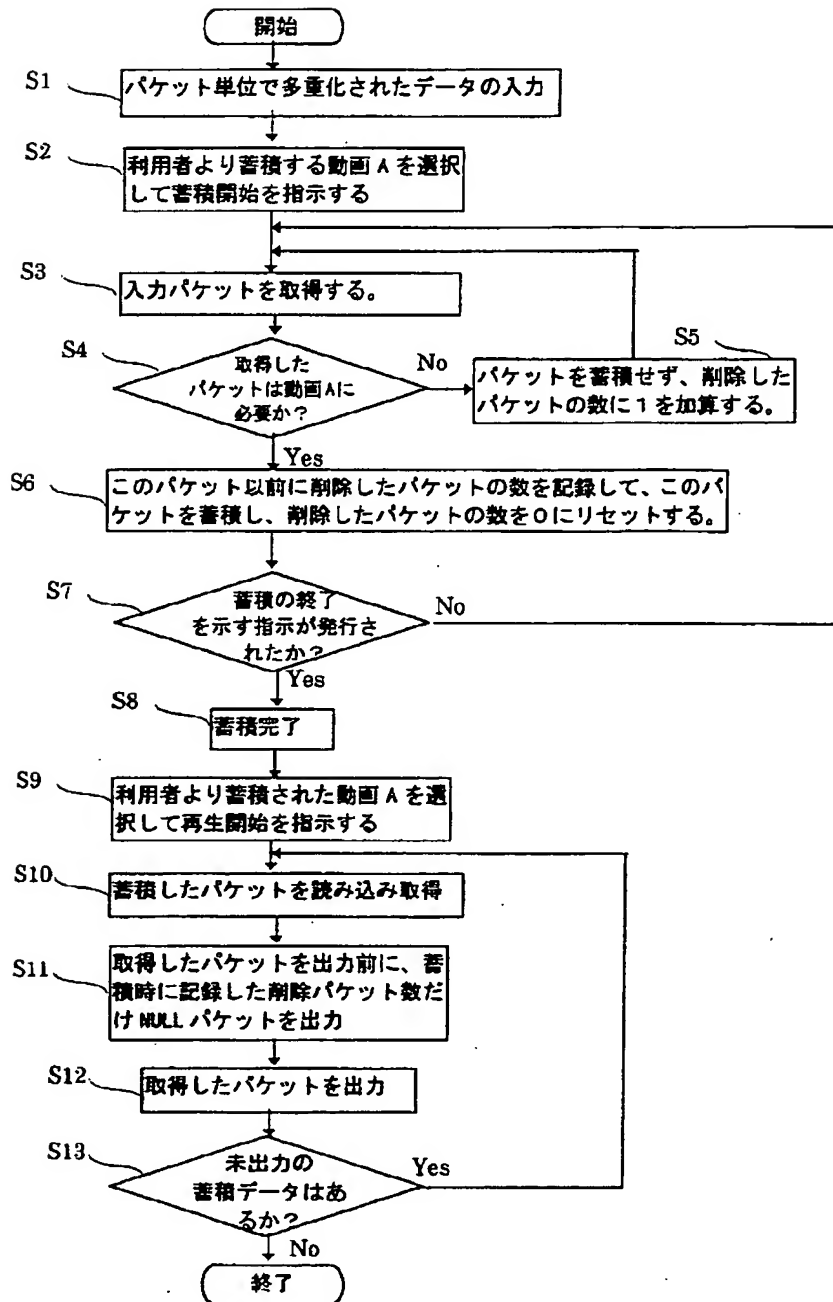 開始
S1
パケット単位で多重化されたデータの入力
S2
利用者より蓄積する動画 A を選択
して蓄積開始を指示する
S3
入力パケットを取得する。
S4
取得した
パケットは動画Aに
必要か?
No
S5
パケットを蓄積せず、削除した
パケットの数に1を加算する。
Yes
S6
このパケット以前に削除したパケットの数を記録して、このパ
ケットを蓄積し、削除したパケットの数を0にリセットする。
S7
蓄積の終了
を示す指示が発行さ
れたか?
No
Yes
S8
蓄積完了
S9
利用者より蓄積された動画 A を選
択して再生開始を指示する
S10
蓄積したパケットを読み込み取得
S11
取得したパケットを出力前に、蓄
積時に記録した削除パケット数だ
け NULL パケットを出力
S12
取得したパケットを出力
S13
未出力の
蓄積データはあ
るか?
Yes
No
終了